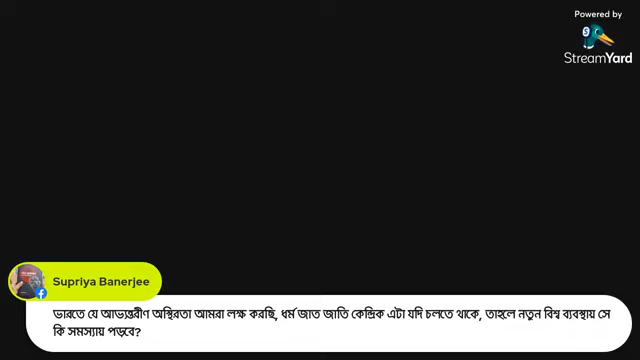 Powered by
StreamYard
Supriya Banerjee
ভারতে যে আভ্যন্তরীণ অস্থিরতা আমরা লক্ষ করছি, ধর্ম জাত জাতি কেন্দ্রিক এটা যদি চলতে থাকে, তাহলে নতুন বিশ্ব ব্যবস্থায় সে
কি সমস্যায় পড়বে?